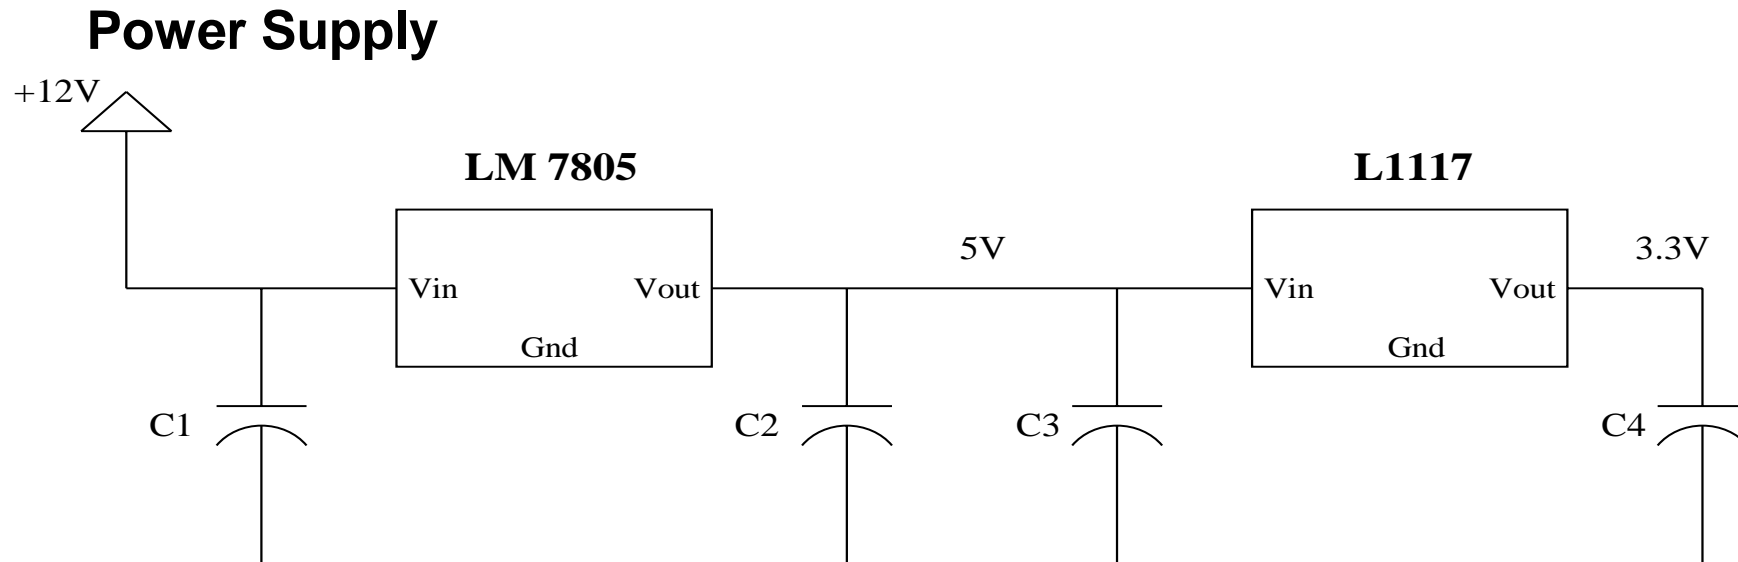 Power Supply
+12V
LM 7805
L1117
5V
3.3V
Vin
Vout
Vin
Vout
Gnd
Gnd
C1
C2
C3
C4